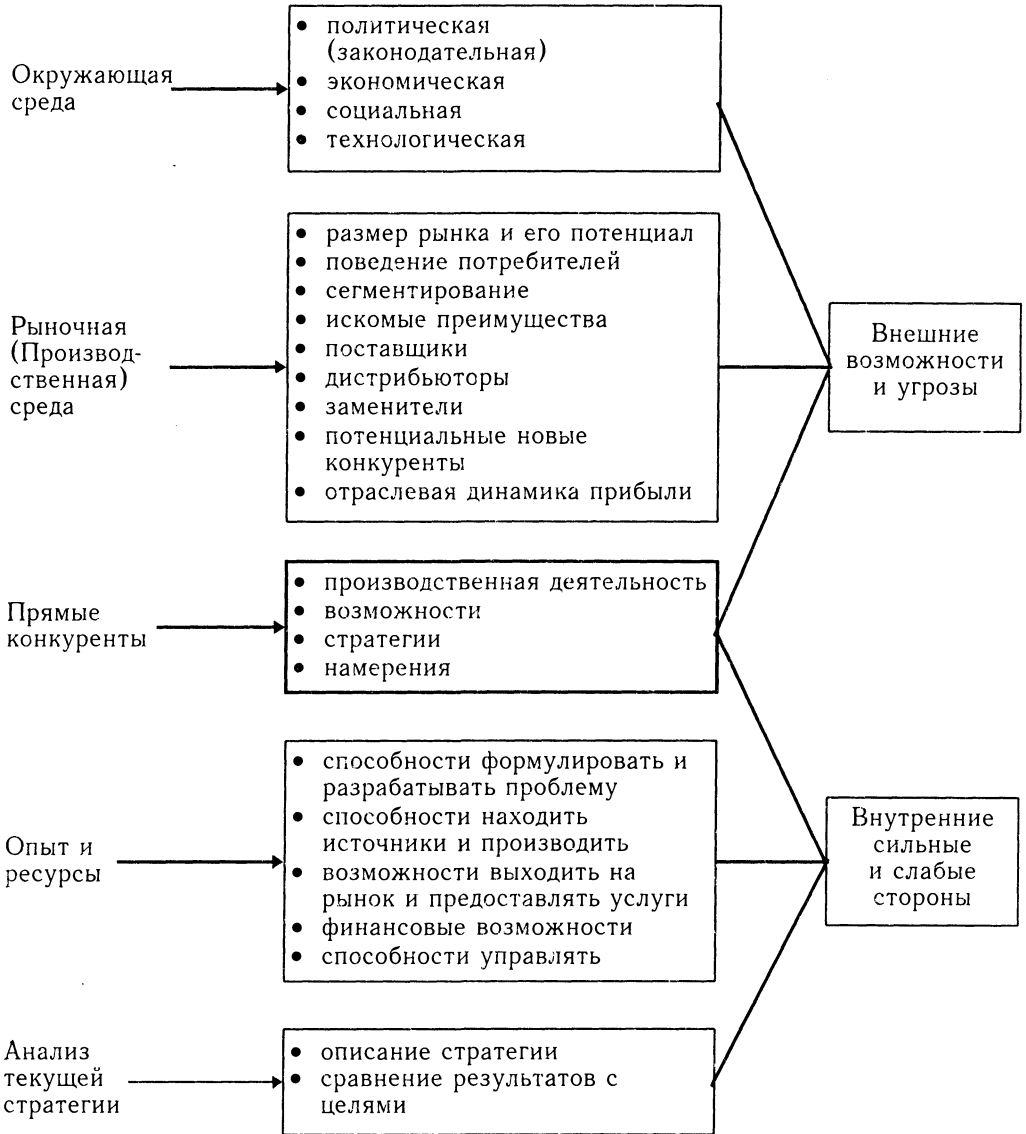 Окружающая
среда
• политическая
(законодательная)
• экономическая
• социальная
• технологическая
Рыночная
(Производ-
ственная)
среда
• размер рынка и его потенциал
• поведение потребителей
• сегментирование
• искомые преимущества
• поставщики
• дистрибьюторы
• заменители
• потенциальные новые
конкуренты
• отраслевая динамика прибыли
Внешние
возможности
и угрозы
Прямые
конкуренты
• производственная деятельность
• возможности
• стратегии
• намерения
Опыт и
ресурсы
• способности формулировать и
разрабатывать проблему
• способности находить
источники и производить
• возможности выходить на
рынок и предоставлять услуги
• финансовые возможности
• способности управлять
Внутренние
сильные
и слабые
стороны
Анализ
текущей
стратегии
• описание стратегии
• сравнение результатов с
целями